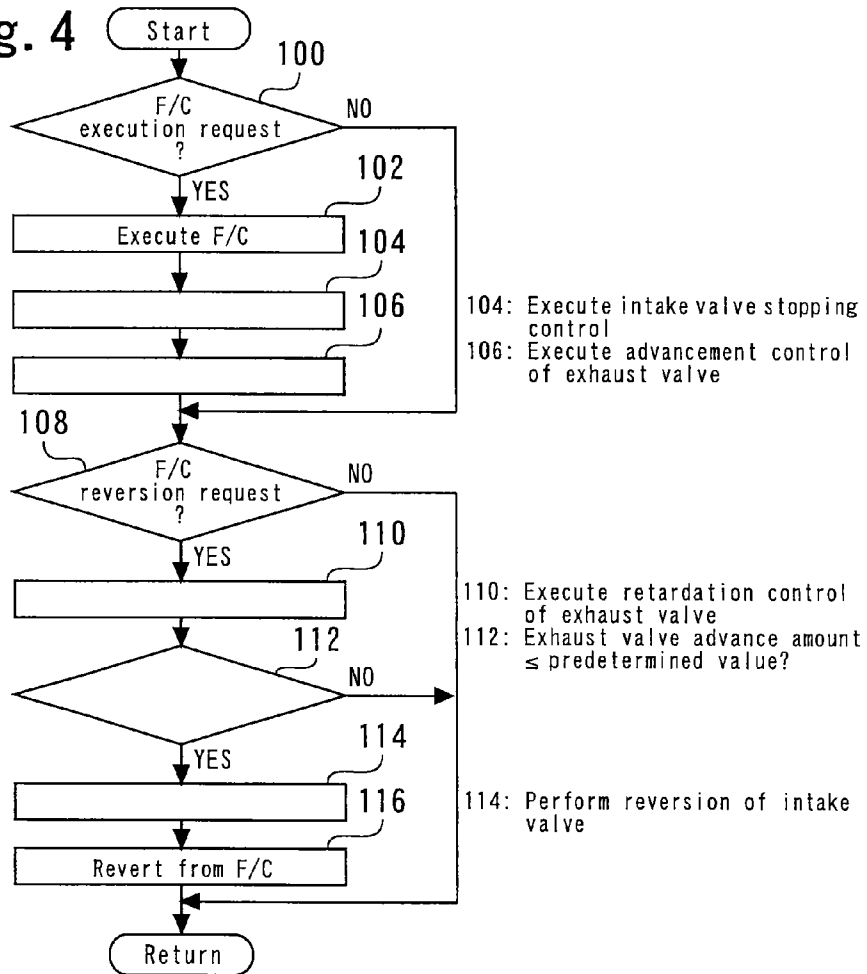 g. 4
Start
100
F/C
execution request
?
NO
YES
102
Execute F/C
104
106
104: Execute intake valve stopping
control
106: Execute advancement control
of exhaust valve
108
F/C
reversion request
?
NO
YES
110
110: Execute retardation control
of exhaust valve
112
112: Exhaust valve advance amount
≤ predetermined value?
NO
YES
114
114: Perform reversion of intake
valve
116
Revert from F/C
Return